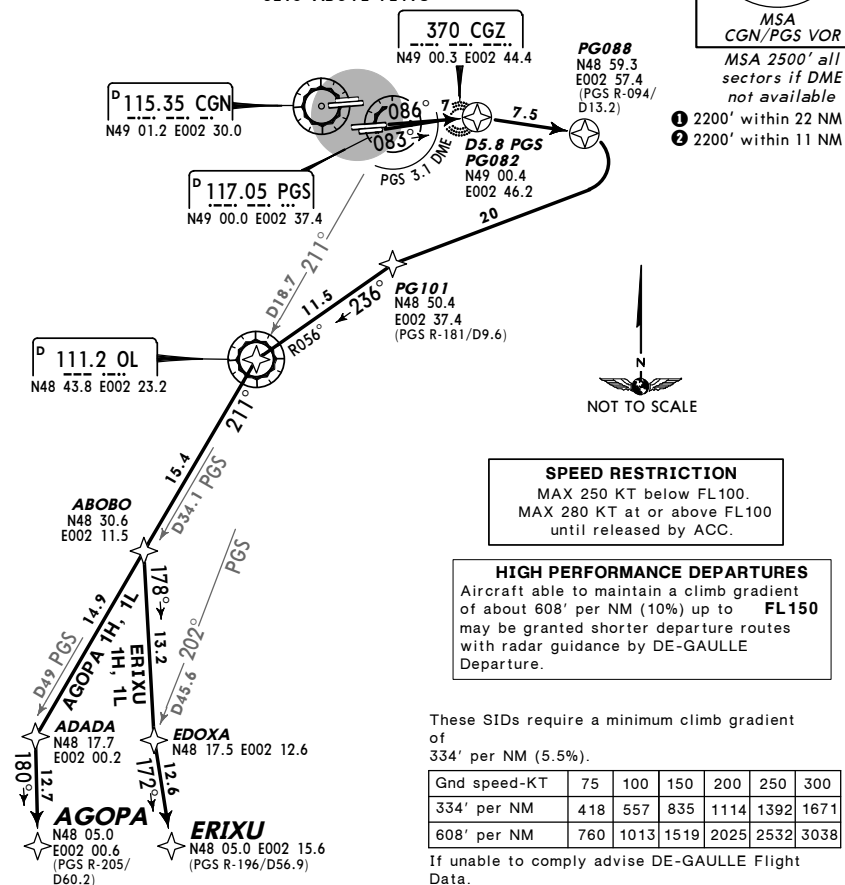 370 CGZ
N49 00.3 E002 44.4
MSA
CGN/PGS VOR
MSA 2500' all
sectors if DME
not available
❶ 2200' within 22 NM
❷ 2200' within 11 NM
PG088
N48 59.3
E002 57.4
(PGS R-094/
D13.2)
D 115.35 CGN
N49 01.2 E002 30.0
086°
083°
7
7.5
PGS 3.1 DME
D5.8 PGS
PG082
N49 00.4
E002 46.2
D 117.05 PGS
N49 00.0 E002 37.4
20
D18.7
211°
11.5
236°
R056°
PG101
N48 50.4
E002 37.4
(PGS R-181/D9.6)
D 111.2 OL
N48 43.8 E002 23.2
211°
N
NOT TO SCALE
15.4
D34.1 PGS
ABOBO
N48 30.6
E002 11.5
PGS
202°
D45.6
178°
13.2
ERIXU
1H, 1L
14.9
AGOPA 1H, 1L
D49 PGS
ADADA
N48 17.7
E002 00.2
EDOXA
N48 17.5 E002 12.6
180°
12.7
172°
12.6
AGOPA
N48 05.0
E002 00.6
(PGS R-205/
D60.2)
ERIXU
N48 05.0 E002 15.6
(PGS R-196/D56.9)
SPEED RESTRICTION
MAX 250 KT below FL100.
MAX 280 KT at or above FL100
until released by ACC.
HIGH PERFORMANCE DEPARTURES
Aircraft able to maintain a climb gradient
of about 608' per NM (10%) up to FL150
may be granted shorter departure routes
with radar guidance by DE-GAULLE
Departure.
These SIDs require a minimum climb gradient
of
334' per NM (5.5%).
Gnd speed-KT 75 100 150 200 250 300
334' per NM 418 557 835 1114 1392 1671
608' per NM 760 1013 1519 2025 2532 3038
If unable to comply advise DE-GAULLE Flight
Data.